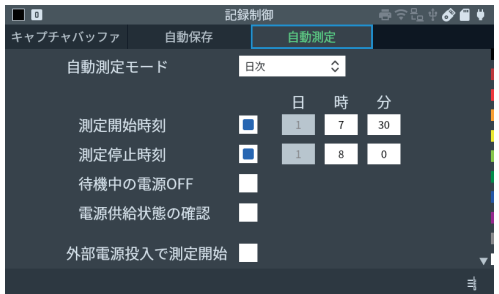 0 記録制御
キャプチャバッファ 自動保存 自動測定
自動測定モード 日次
日 時 分
測定開始時刻 1 7 30
測定停止時刻 1 8 0
待機中の電源OFF
電源供給状態の確認
外部電源投入で測定開始